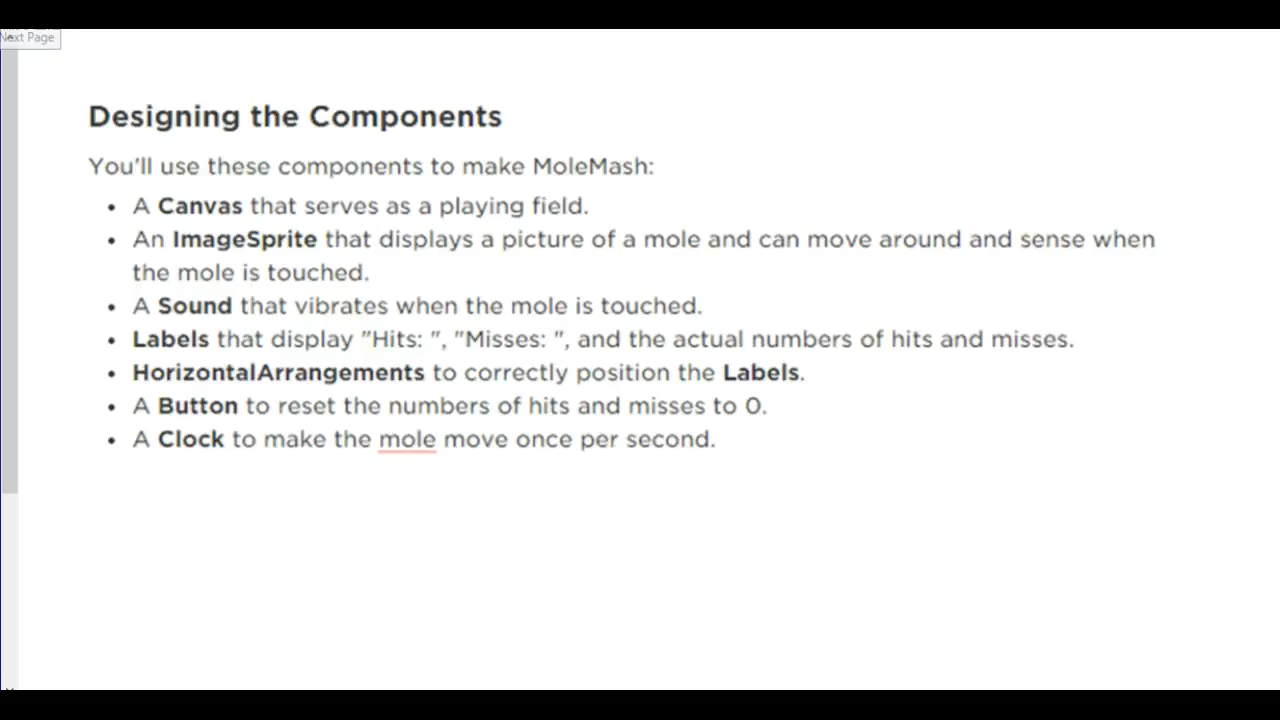 Next Page
Designing the Components
You'll use these components to make MoleMash:
• A Canvas that serves as a playing field.
• An ImageSprite that displays a picture of a mole and can move around and sense when
the mole is touched.
• A Sound that vibrates when the mole is touched.
• Labels that display "Hits: ", "Misses: ", and the actual numbers of hits and misses.
• HorizontalArrangements to correctly position the Labels.
• A Button to reset the numbers of hits and misses to 0.
• A Clock to make the mole move once per second.